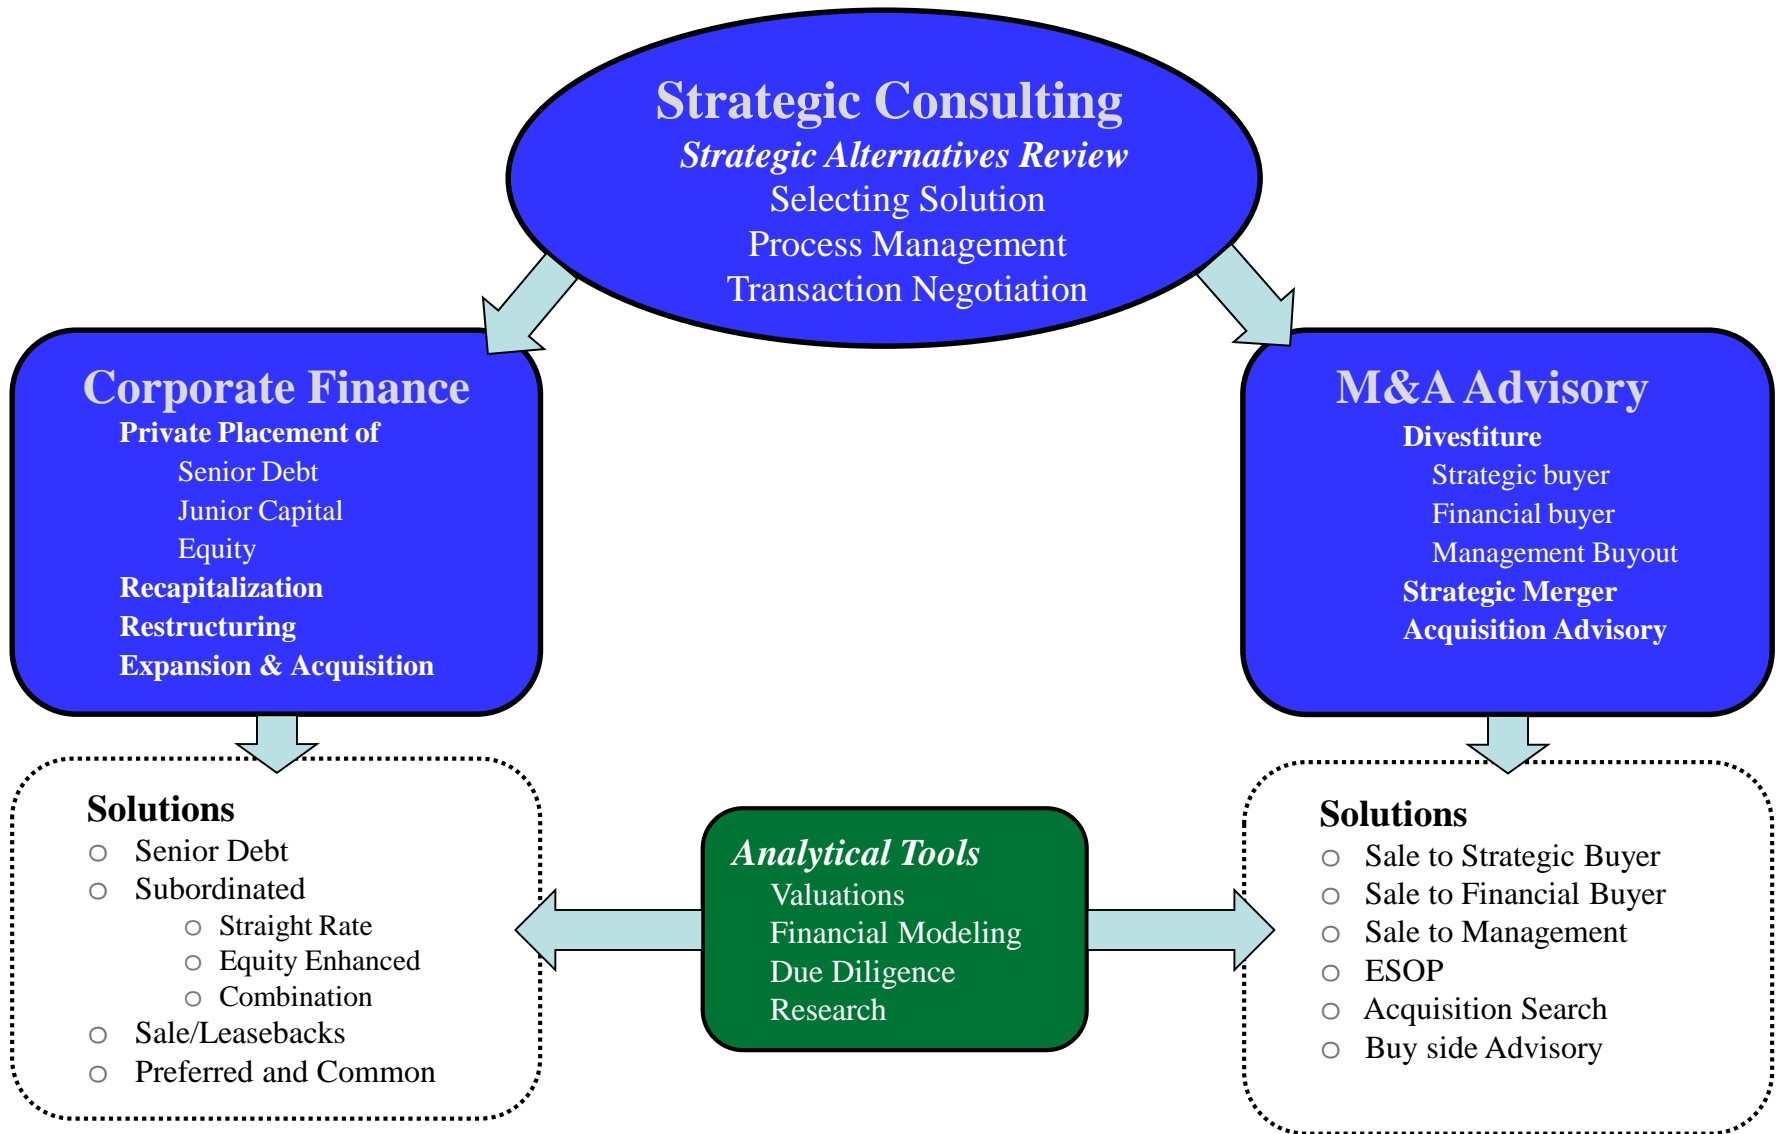 Strategic Consulting
Strategic Alternatives Review
Selecting Solution
Process Management
Transaction Negotiation
Corporate Finance
Private Placement of
Senior Debt
Junior Capital
Equity
Recapitalization
Restructuring
Expansion & Acquisition
M&A Advisory
Divestiture
Strategic buyer
Financial buyer
Management Buyout
Strategic Merger
Acquisition Advisory
Solutions
Senior Debt
Subordinated
Straight Rate
Equity Enhanced
Combination
Sale/Leasebacks
Preferred and Common
Analytical Tools
Valuations
Financial Modeling
Due Diligence
Research
Solutions
Sale to Strategic Buyer
Sale to Financial Buyer
Sale to Management
ESOP
Acquisition Search
Buy side Advisory